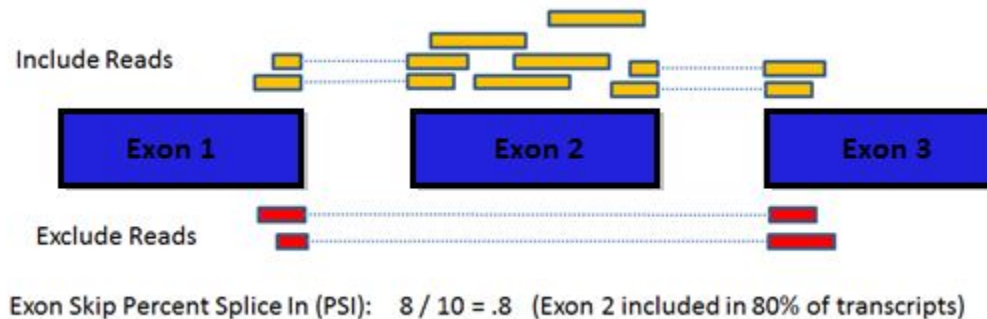 Include Reads
Exon 1 Exon 2 Exon 3
Exclude Reads
Exon Skip Percent Splice In (PSI): 8 / 10 = .8 (Exon 2 included in 80% of transcripts)